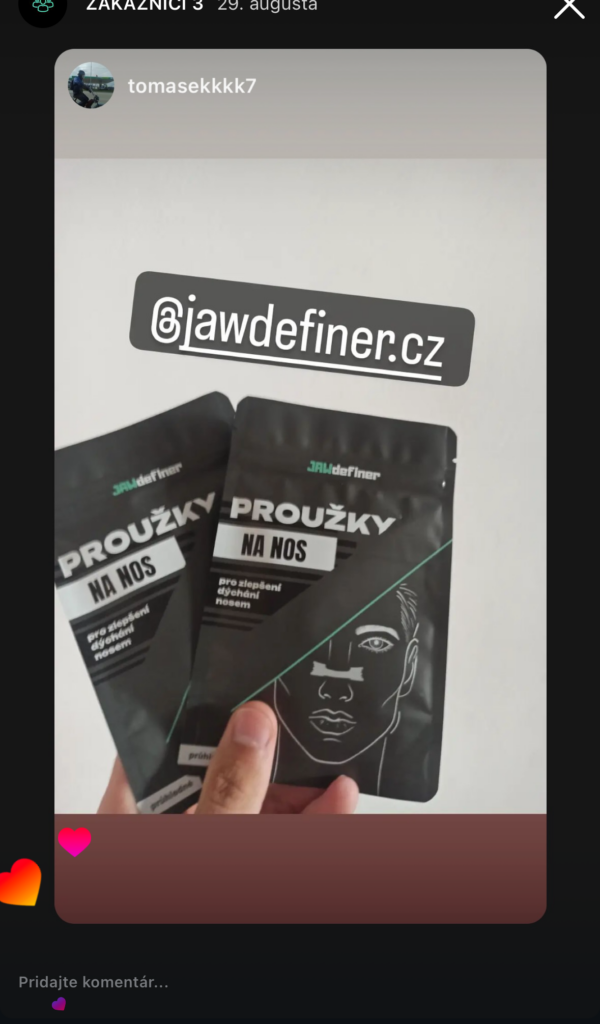 ZÁKAZNÍCI 3 29. augusta
tomasekkkk7
@jawdefiner.cz
JAWdefiner
PROUŽKY
NA NOS
pro zlepšení
dýchání
nosem
JAWdefiner
PROUŽKY
NA NOS
pro zlepšení
dýchání
nosem
průhledné
Pridajte komentár...